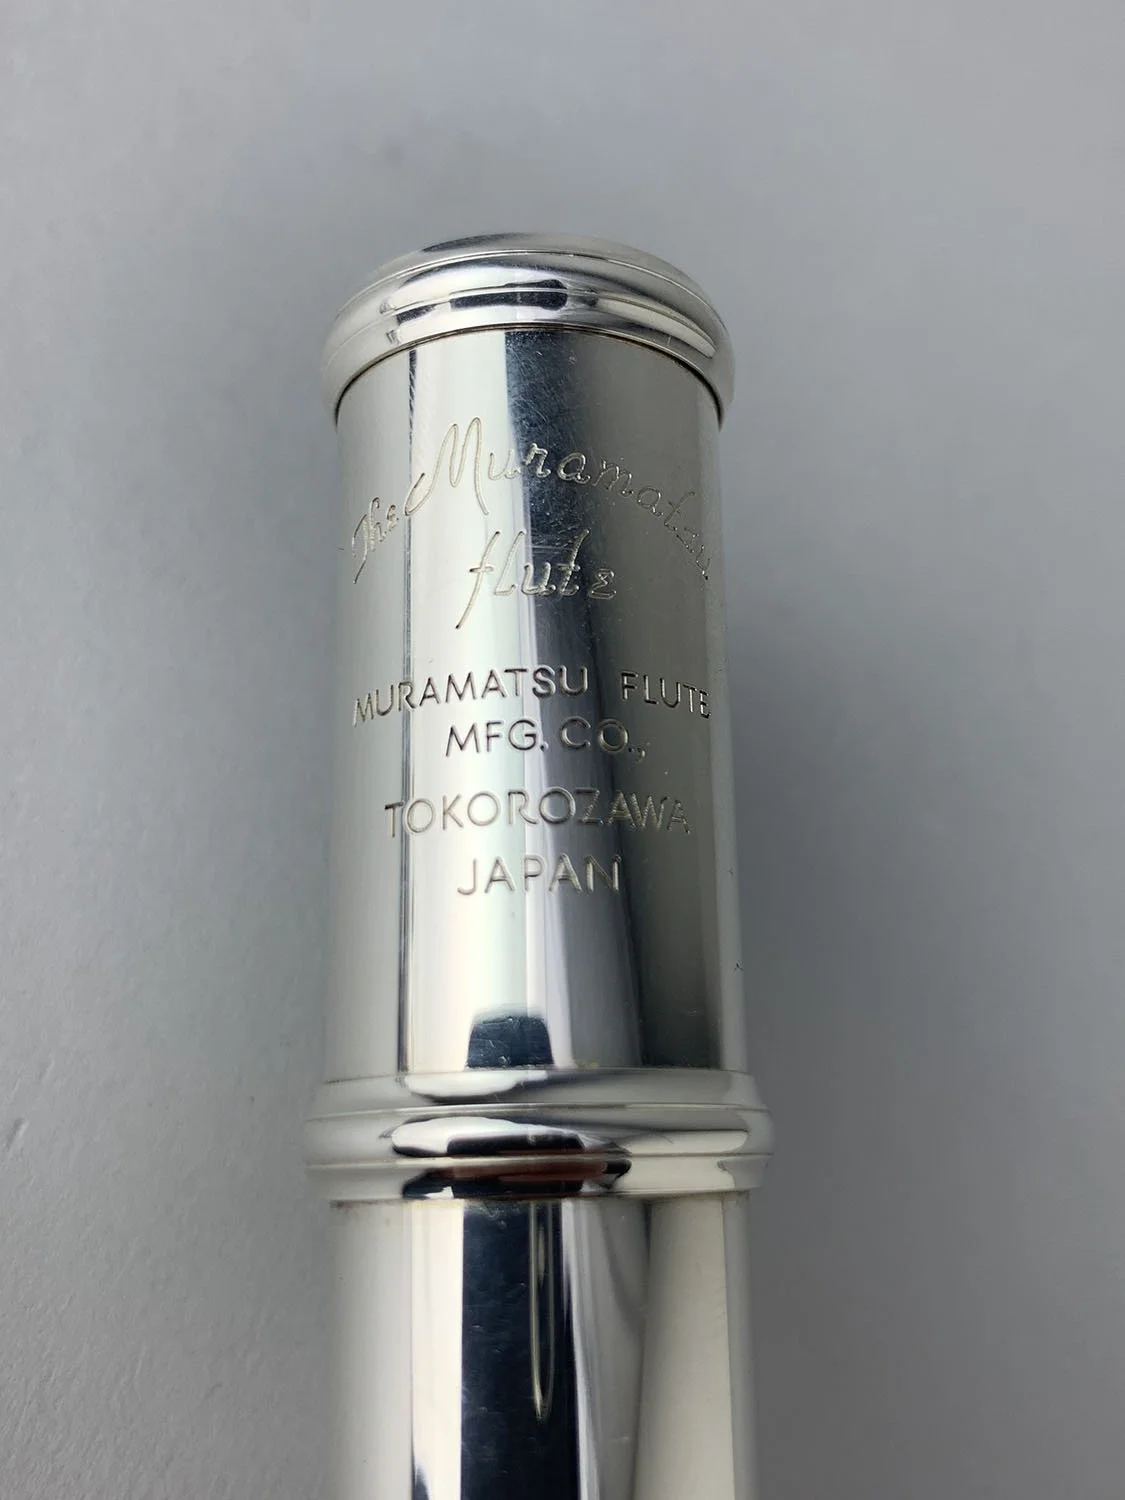 The Muramatsu
flute
MURAMATSU FLUTE
MFG. CO.,
TOKOROZAWA
JAPAN